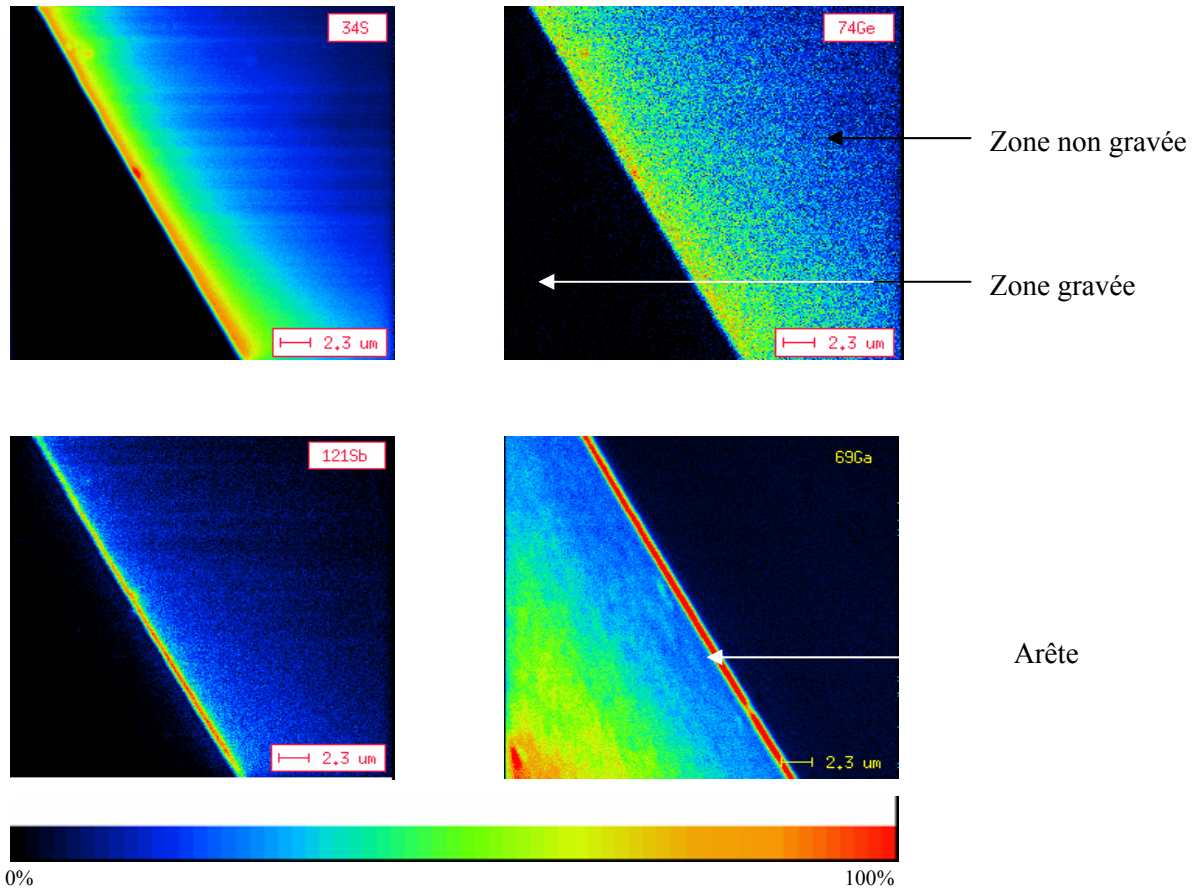 34S
74Ge
Zone non gravée
Zone gravée
2.3 um
2.3 um
121Sb
69Ga
Arête
2.3 um
2.3 um
0%
100%